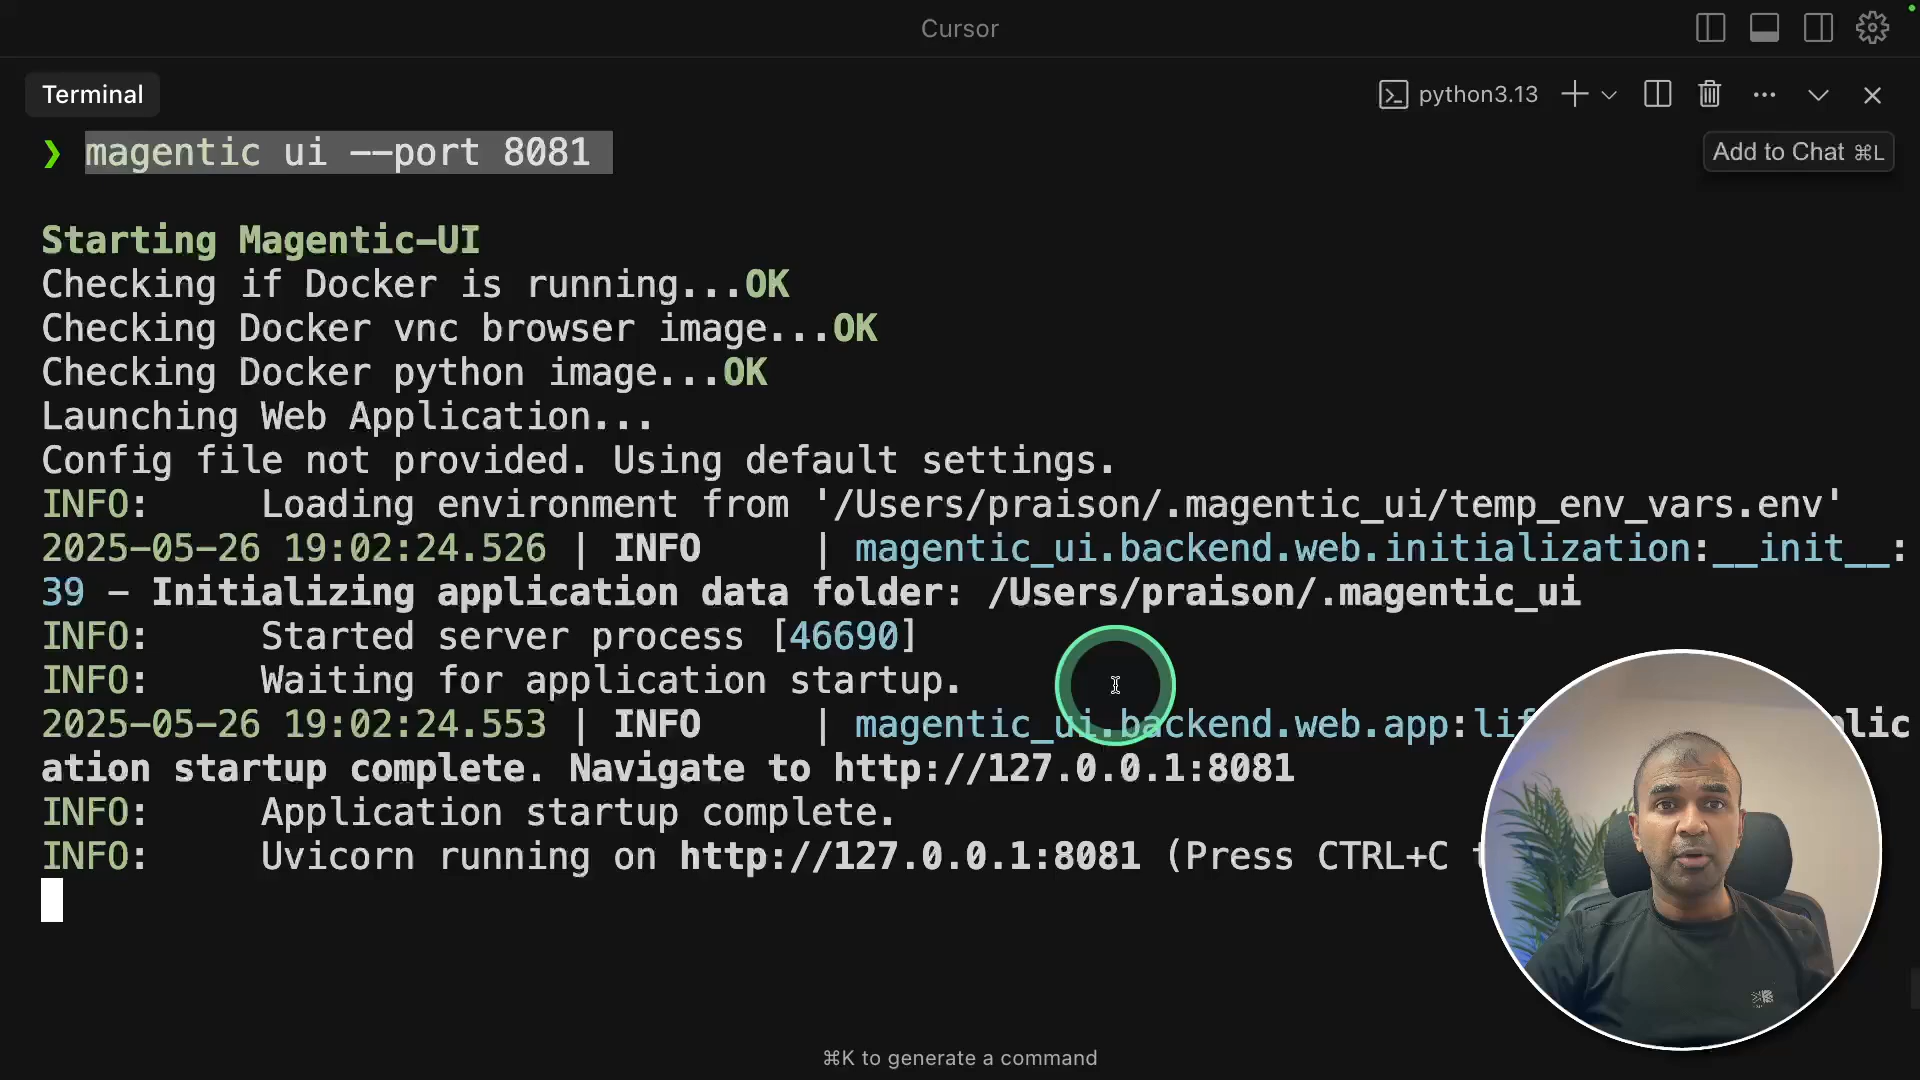 Cursor
Terminal
python3.13
❯ magentic ui --port 8081
Add to Chat ⌘L
Starting Magentic-UI
Checking if Docker is running...OK
Checking Docker vnc browser image...OK
Checking Docker python image...OK
Launching Web Application...
Config file not provided. Using default settings.
INFO:     Loading environment from '/Users/praison/.magentic_ui/temp_env_vars.env'
2025-05-26 19:02:24.526 | INFO     | magentic_ui.backend.web.initialization:__init__:
39 - Initializing application data folder: /Users/praison/.magentic_ui
INFO:     Started server process [46690]
INFO:     Waiting for application startup.
2025-05-26 19:02:24.553 | INFO     | magentic_ui.backend.web.app:
ation startup complete. Navigate to http://127.0.0.1:8081
INFO:     Application startup complete.
INFO:     Uvicorn running on http://127.0.0.1:8081 (Press CTRL+C
⌘K to generate a command